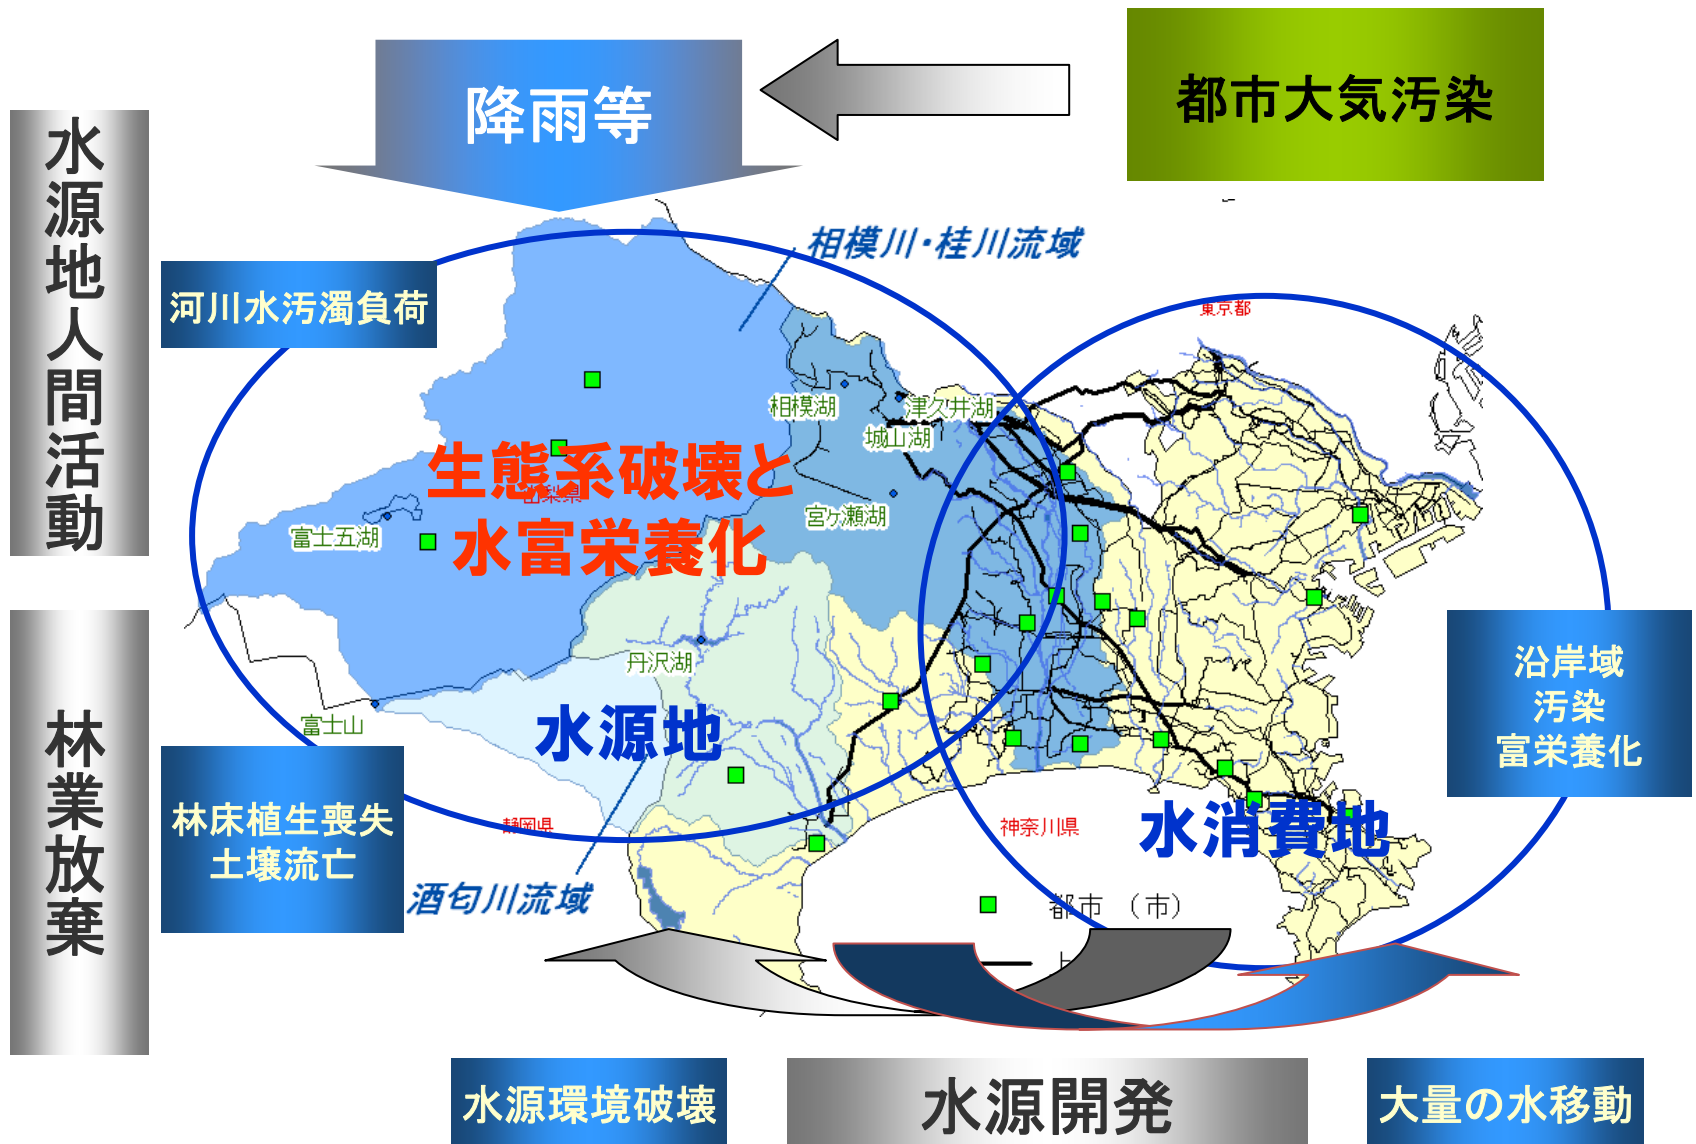 降雨等
都市大気汚染
水源地人間活動
相模川・桂川流域
河川水汚濁負荷
東京都
相模湖
津久井湖
城山湖
生態系破壊と
山梨県
水富栄養化
宮ヶ瀬湖
富士五湖
丹沢湖
沿岸域
汚染
富栄養化
林業放棄
富士山
水源地
林床植生喪失
土壌流亡
静岡県
神奈川県
水消費地
酒匂川流域
都市 （市）
水源環境破壊
水源開発
大量の水移動